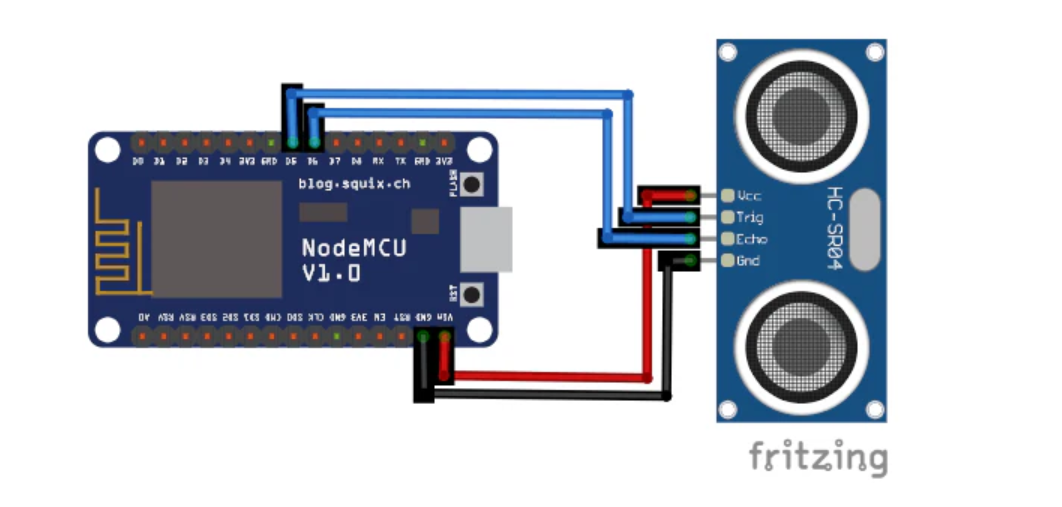 D0 D1 D2 D3 D4 3V3 GND D5 D6 D7 D8 RX TX GND 3V3
blog.squix.ch
FLASH
NodeMCU
V1.0
RST
A0 RSV RSV SD3 SD2 SD1 CMD SD0 CLK GND 3V3 EN RST GND Vin
Vcc
Trig
Echo
Gnd
HC-SR04
fritzing